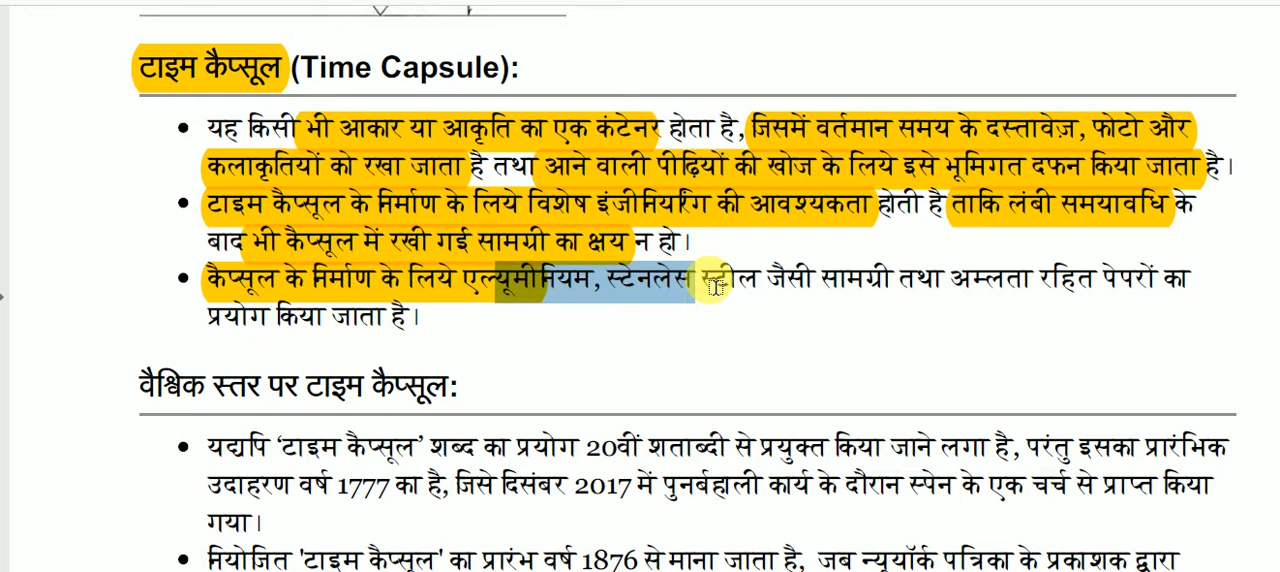 टाइम कैप्सूल (Time Capsule):
यह किसी भी आकार या आकृति का एक कंटेनर होता है, जिसमें वर्तमान समय के दस्तावेज़, फोटो और
कलाकृतियों को रखा जाता है तथा आने वाली पीढ़ियों की खोज के लिये इसे भूमिगत दफन किया जाता है।
टाइम कैप्सूल के निर्माण के लिये विशेष इंजीनियरिंग की आवश्यकता होती है ताकि लंबी समयावधि के
बाद भी कैप्सूल में रखी गई सामग्री का क्षय न हो।
कैप्सूल के निर्माण के लिये एल्यूमीनियम, स्टेनलेस स्टील जैसी सामग्री तथा अम्लता रहित पेपरों का
प्रयोग किया जाता है।
वैश्विक स्तर पर टाइम कैप्सूल:
यद्यपि ‘टाइम कैप्सूल’ शब्द का प्रयोग 20वीं शताब्दी से प्रयुक्त किया जाने लगा है, परंतु इसका प्रारंभिक
उदाहरण वर्ष 1777 का है, जिसे दिसंबर 2017 में पुनर्बहाली कार्य के दौरान स्पेन के एक चर्च से प्राप्त किया
गया।
नियोजित 'टाइम कैप्सूल' का प्रारंभ वर्ष 1876 से माना जाता है, जब न्यूयॉर्क पत्रिका के प्रकाशक द्वारा